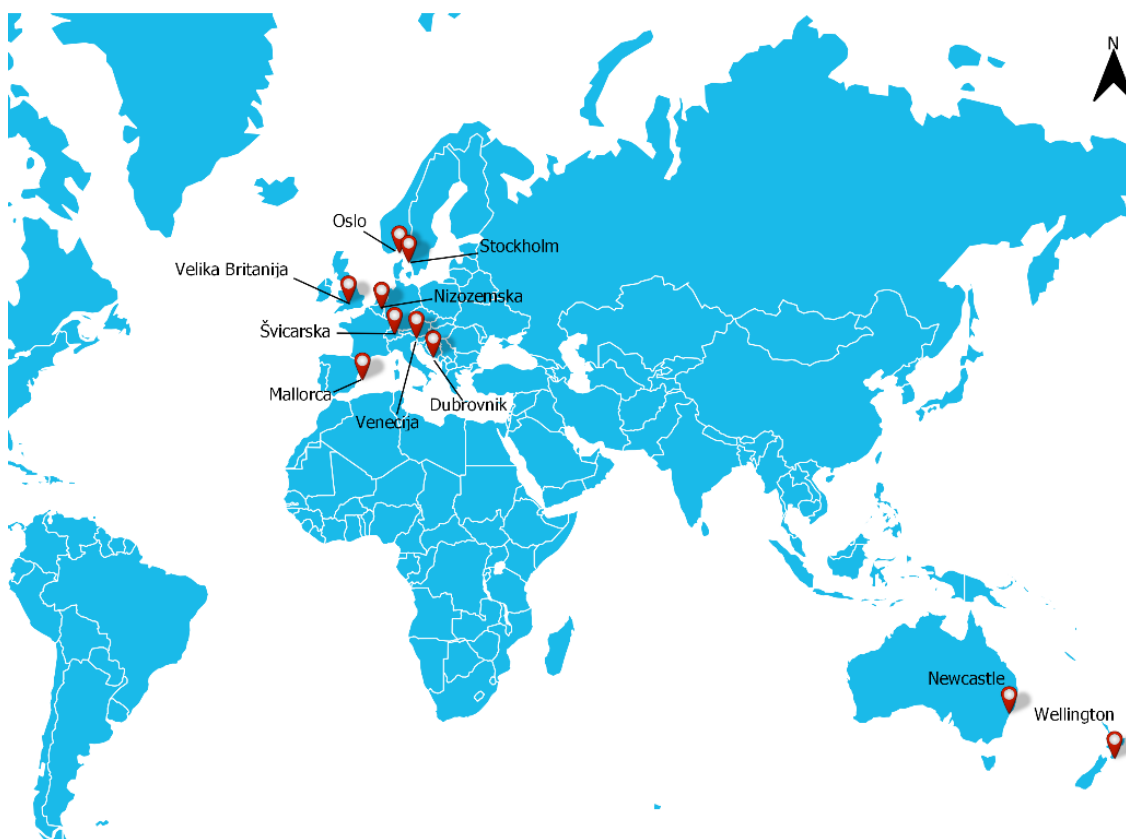 N
Oslo
Stockholm
Velika Britanija
Nizozemska
Švicarska
Mallorca
Dubrovnik
Venecija
Newcastle
Wellington